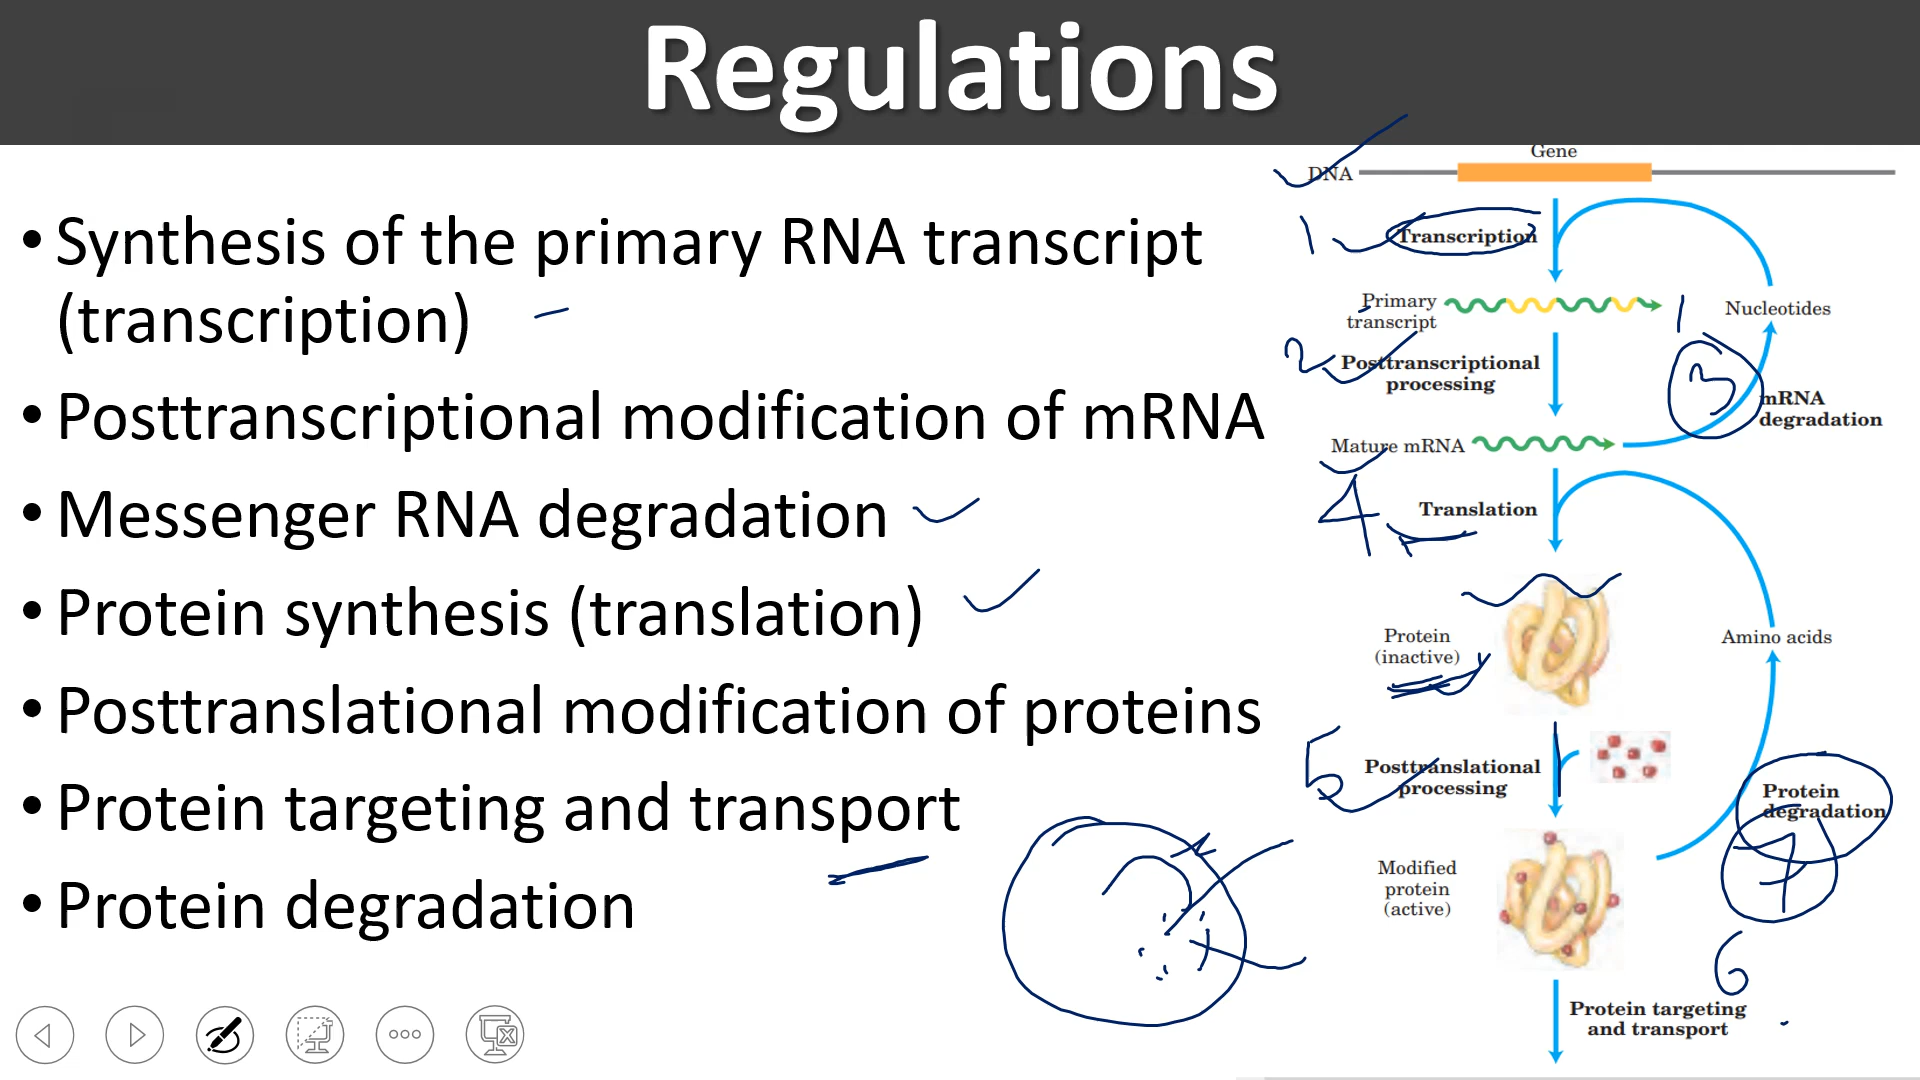 Regulations
• Synthesis of the primary RNA transcript
(transcription)
• Posttranscriptional modification of mRNA
• Messenger RNA degradation
• Protein synthesis (translation)
• Posttranslational modification of proteins
• Protein targeting and transport
• Protein degradation
Gene
DNA
1
Transcription
Primary
transcript
1
Nucleotides
2
Posttranscriptional
processing
3
mRNA
degradation
Mature mRNA
4
Translation
Protein
(inactive)
Amino acids
5
Posttranslational
processing
Protein
degradation
7
Modified
protein
(active)
6
Protein targeting
and transport